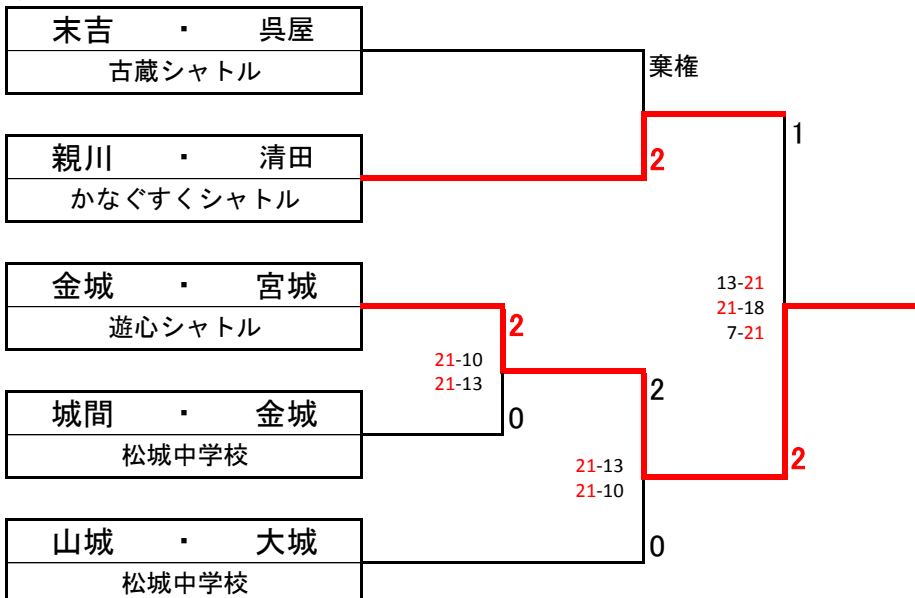 末吉 ・ 呉屋
古蔵シャトル
棄権
1
親川 ・ 清田
2
かなぐすくシャトル
金城 ・ 宮城
遊心シャトル
13-21
21-18
7-21
2
21-10
21-13
2
城間 ・ 金城
0
松城中学校
21-13
21-10
2
山城 ・ 大城
0
松城中学校